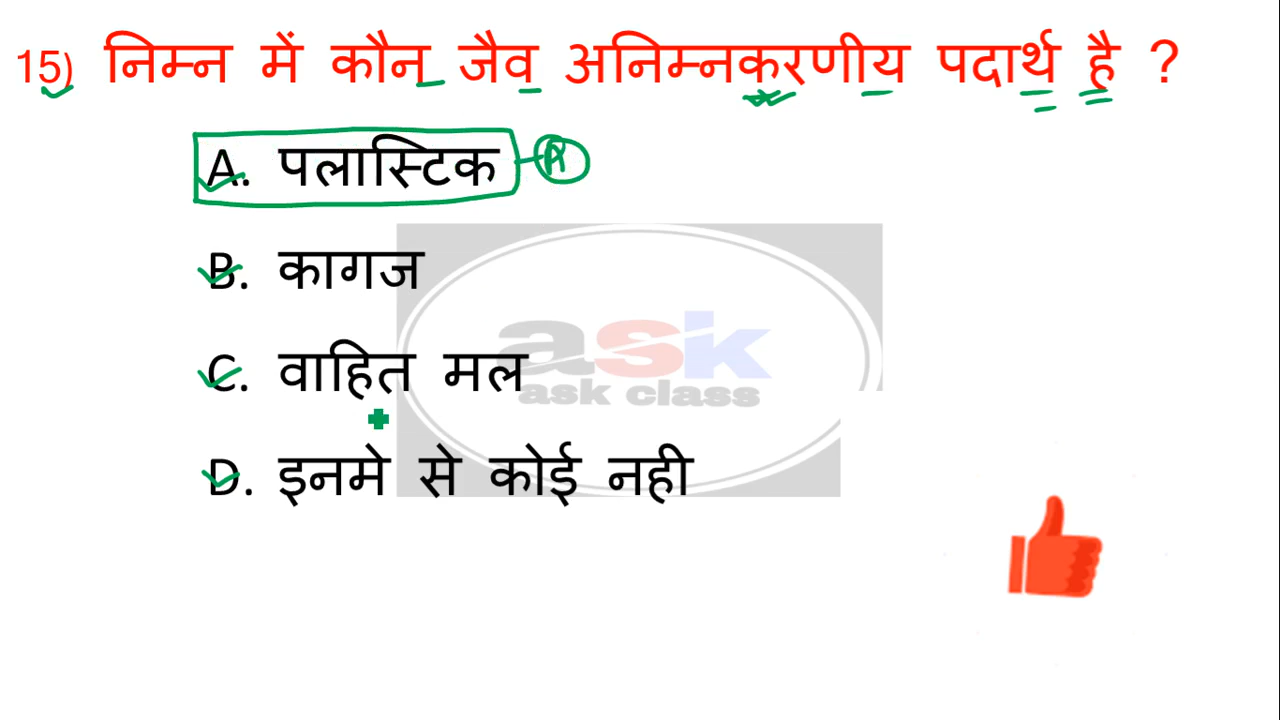 15) निम्न में कौन जैव अनिम्नकरणीय पदार्थ है ?
A. पलास्टिक A
B. कागज
ask
C. वाहित मल
ask class
D. इनमे से कोई नही